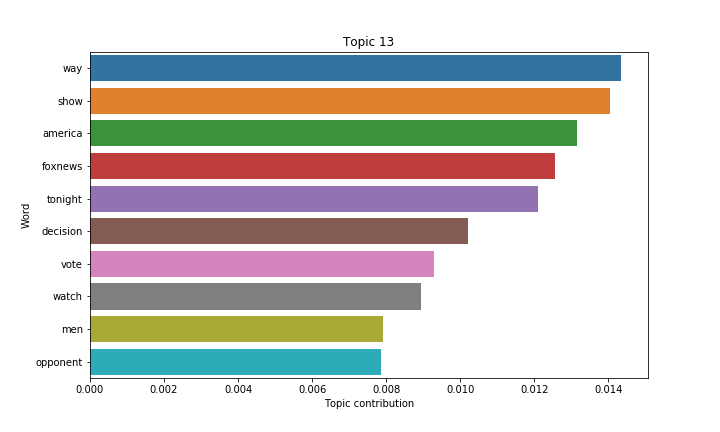 Topic 13
way
show
america
foxnews
tonight
decision
vote
watch
men
opponent
Word
0.000 0.002 0.004 0.006 0.008 0.010 0.012 0.014
Topic contribution